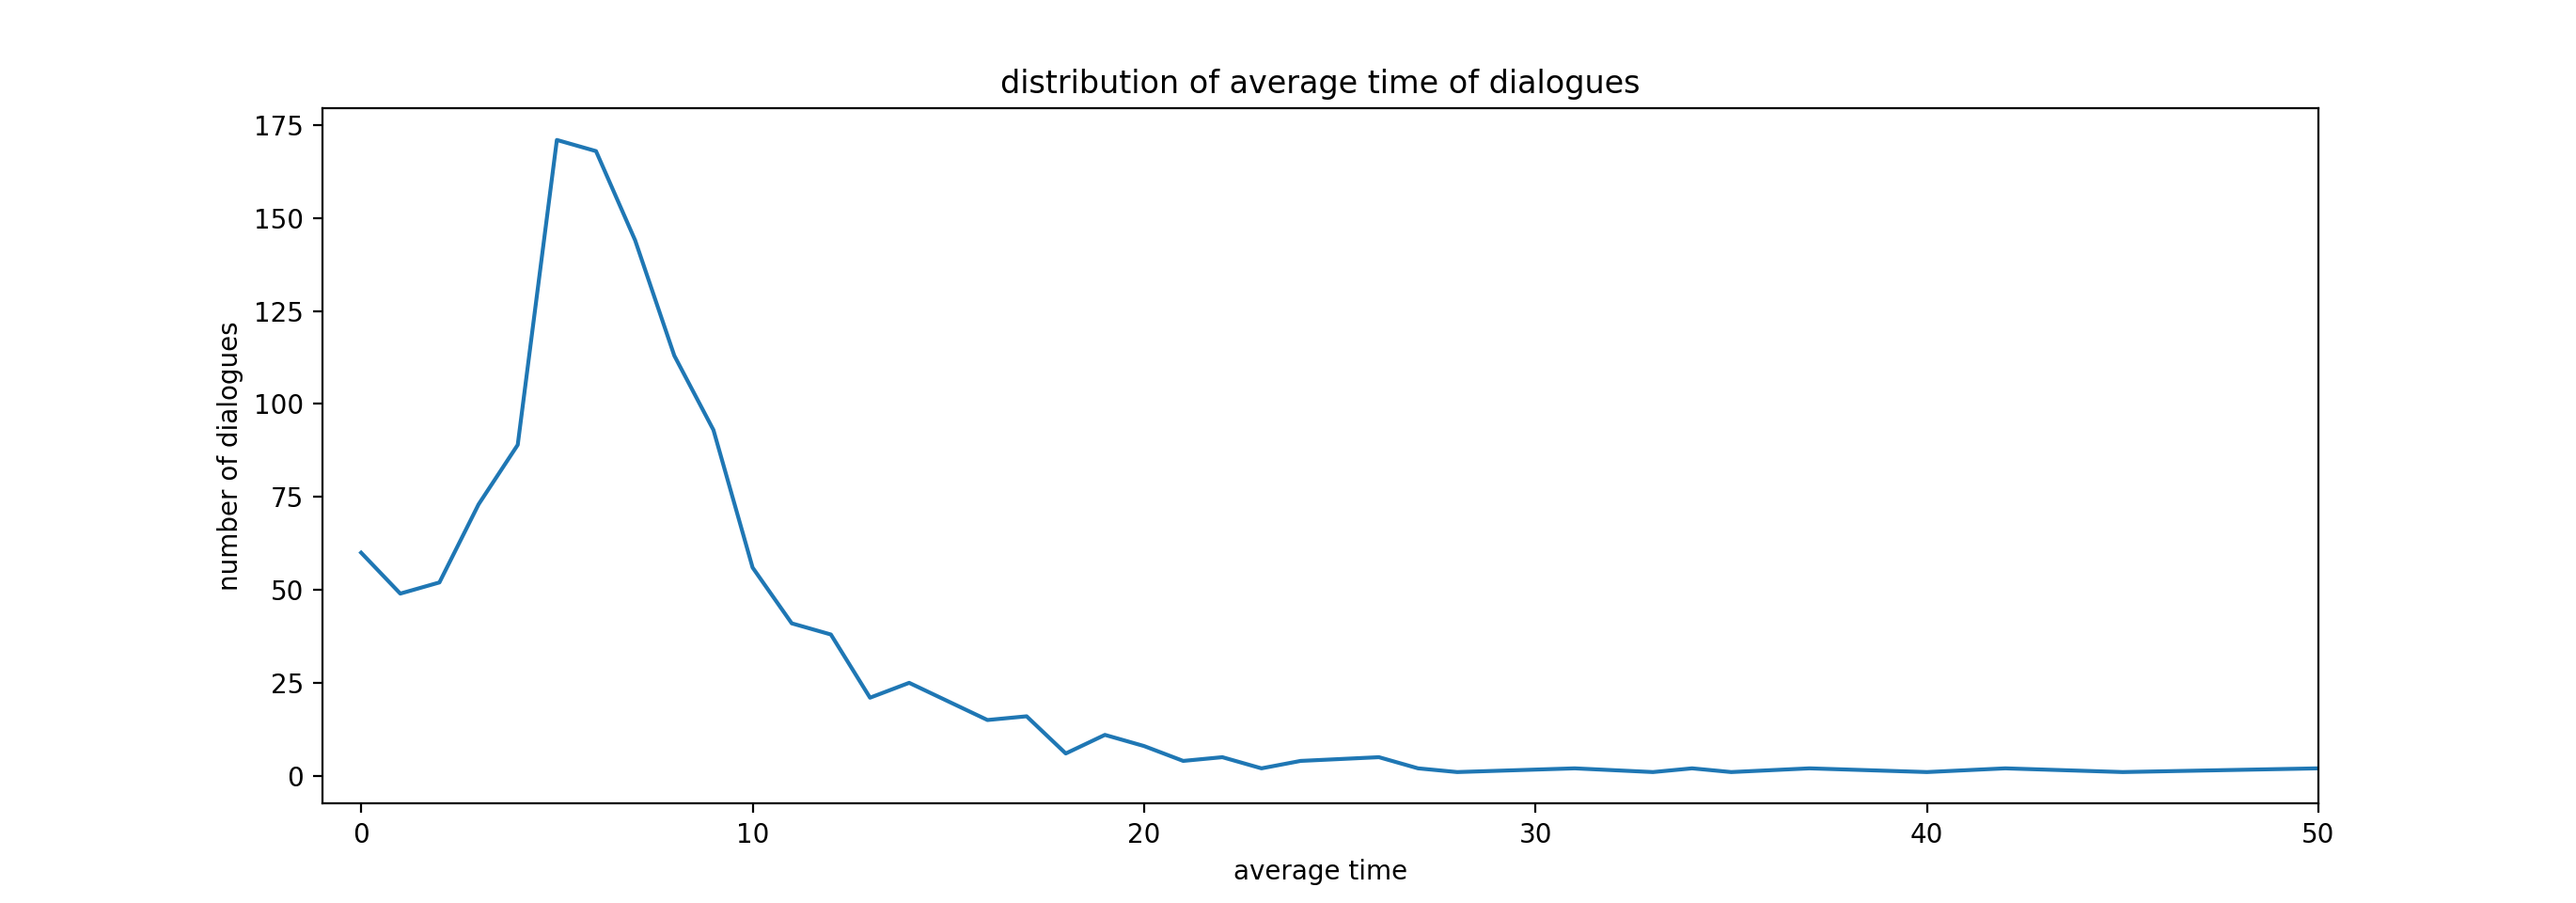 distribution of average time of dialogues
175
150
125
100
75
50
25
0
number of dialogues
0 10 20 30 40 50
average time